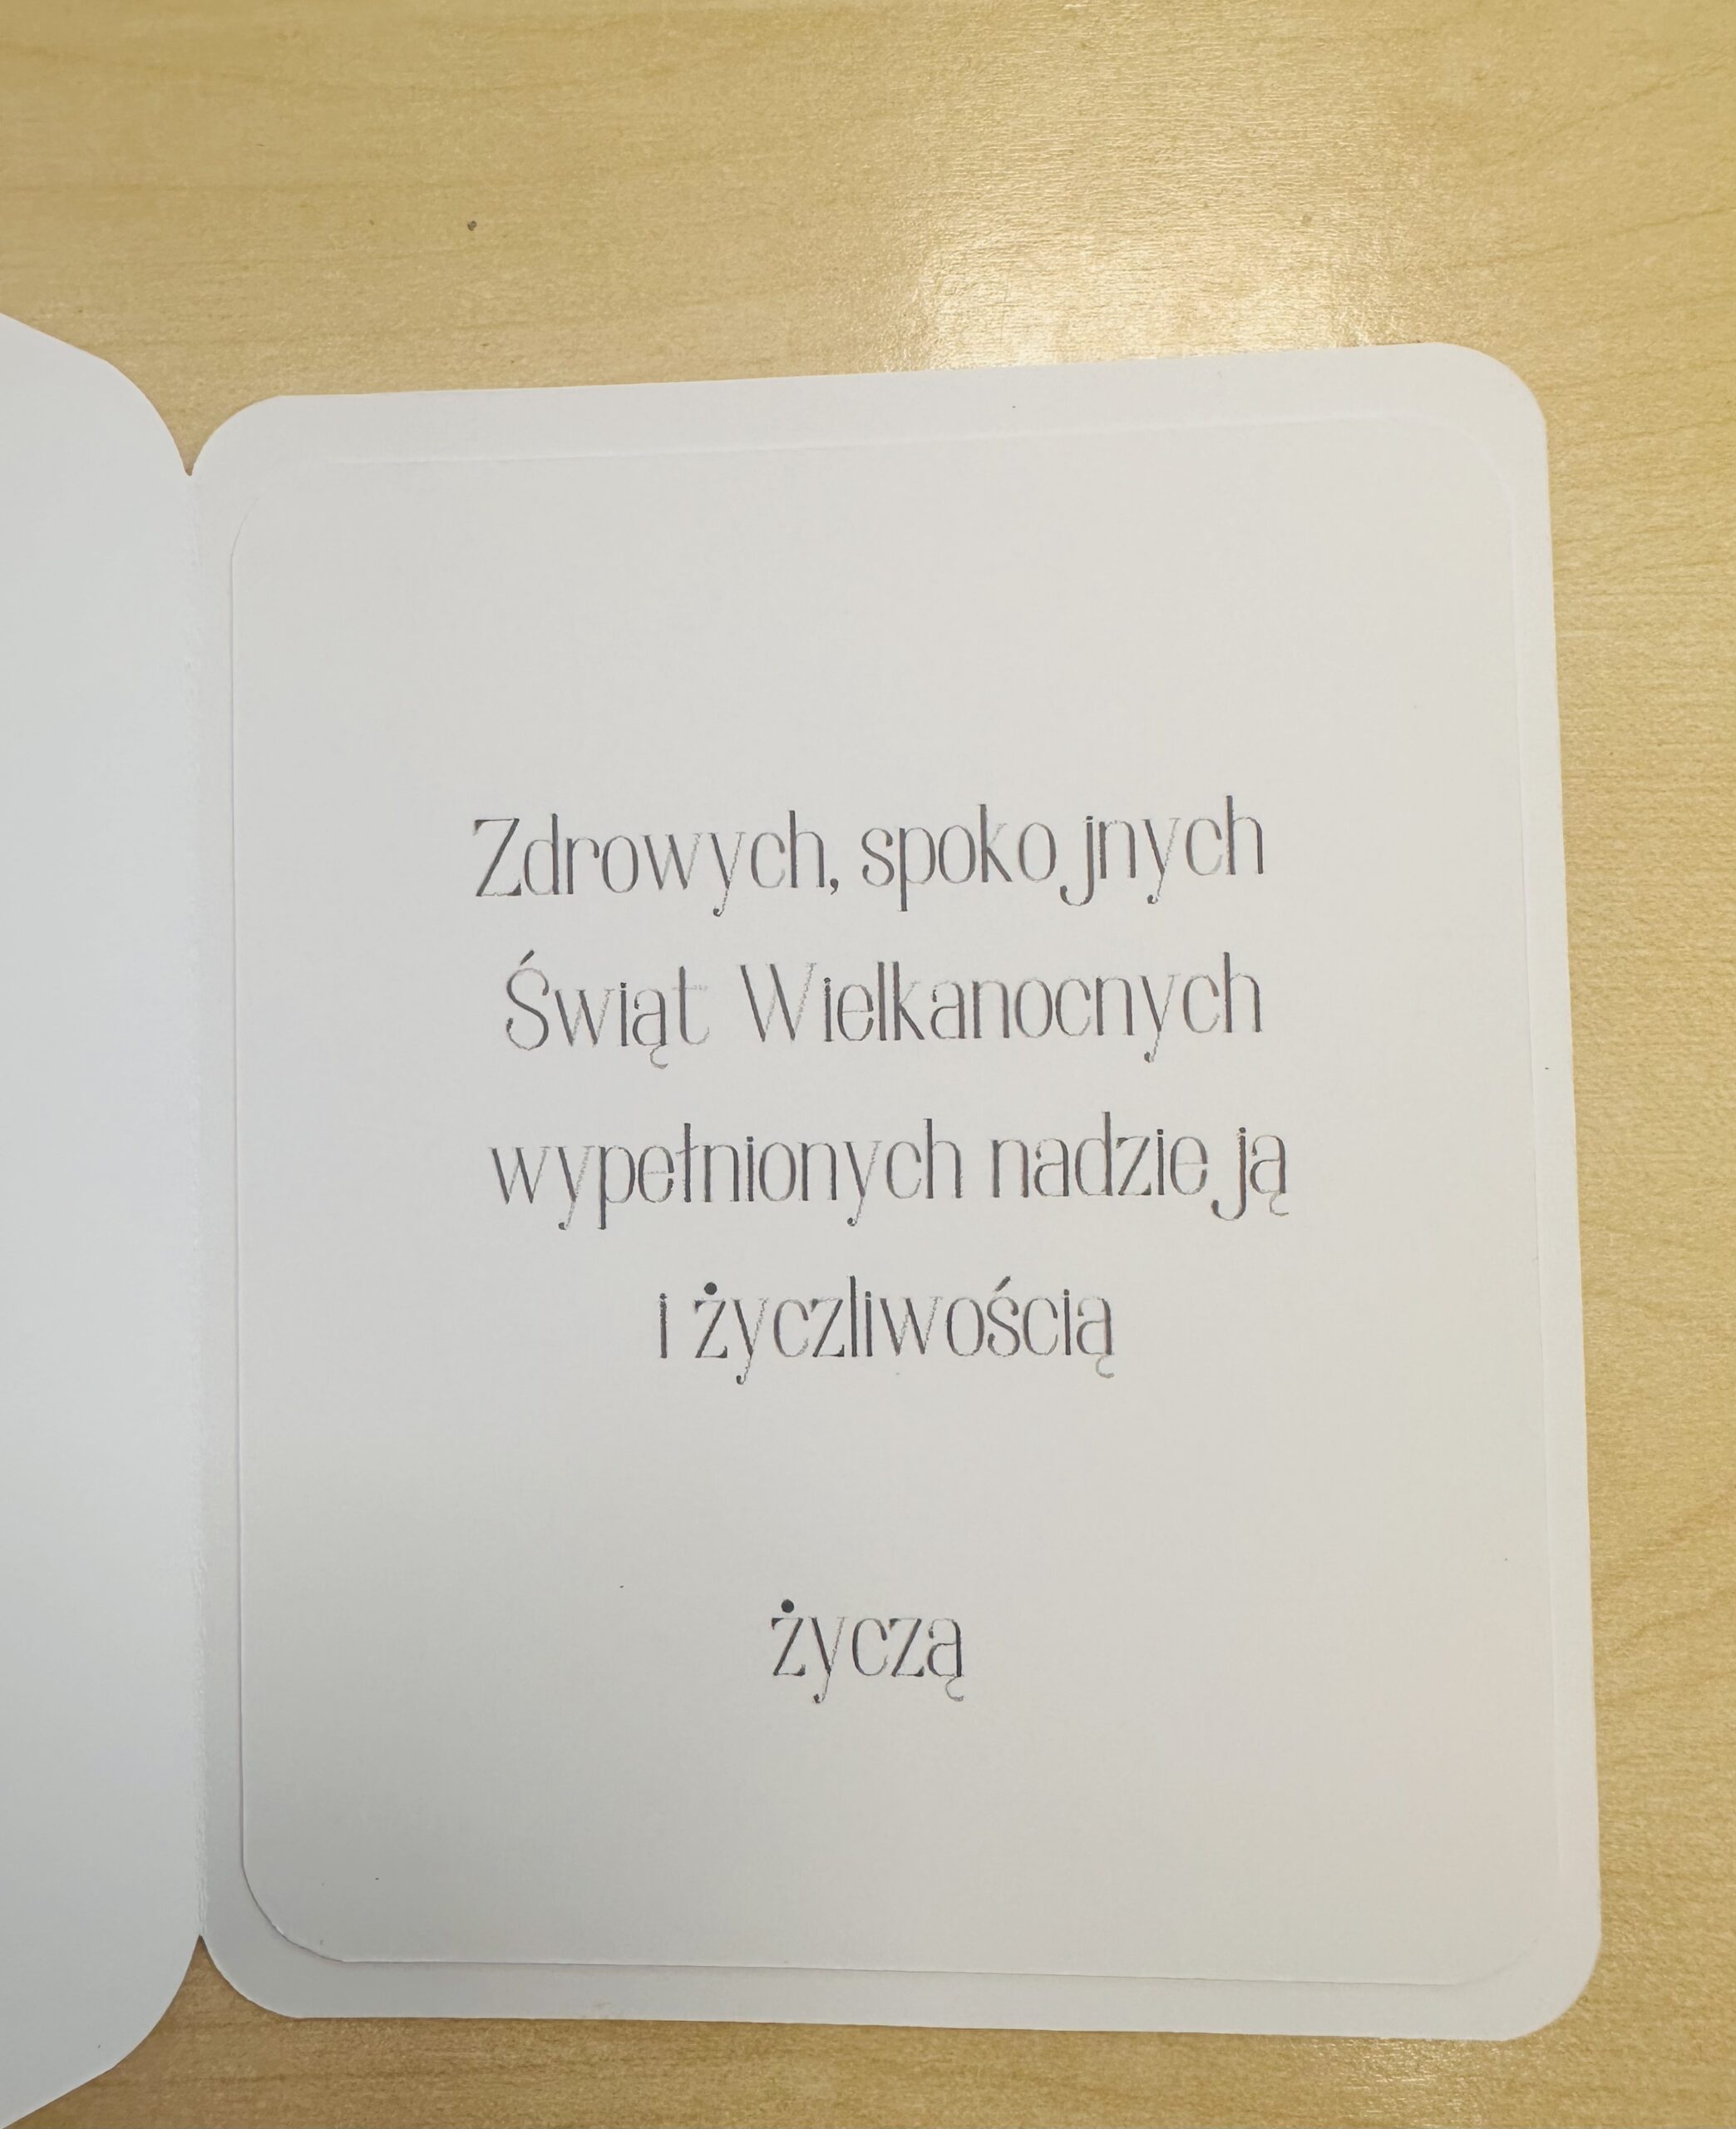 Zdrowych, spokojnych
Świąt Wielkanocnych
wypełnionych nadzieją
i życzliwością
życzą